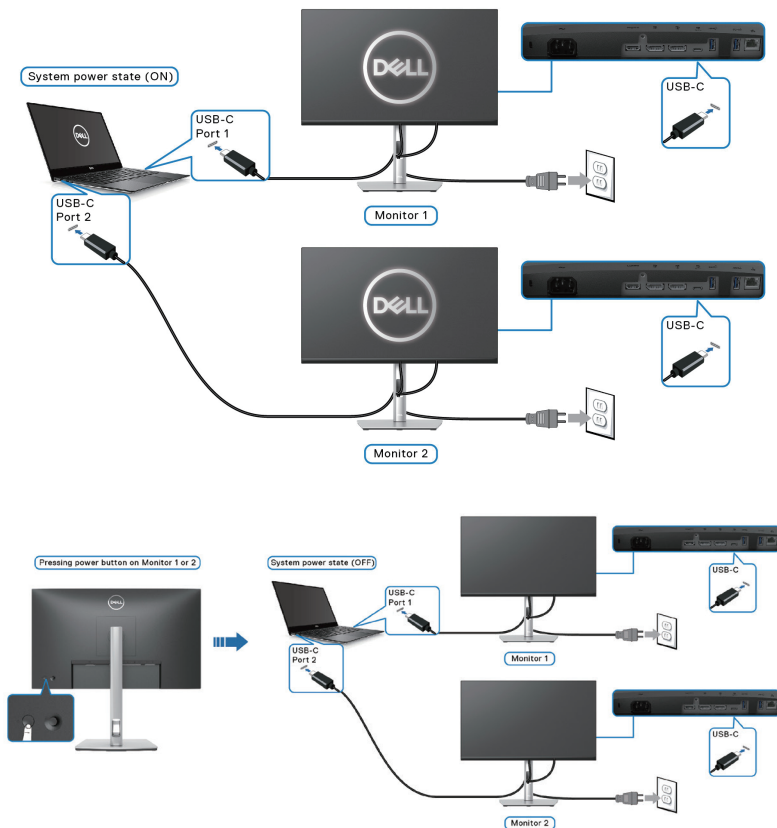 System power state (ON)
DELL
USB-C
Port 1
USB-C
Port 2
DELL
USB-C
Monitor 1
DELL
USB-C
Monitor 2
Pressing power button on Monitor 1 or 2
DELL
System power state (OFF)
USB-C
Port 1
USB-C
Port 2
USB-C
Monitor 1
USB-C
Monitor 2